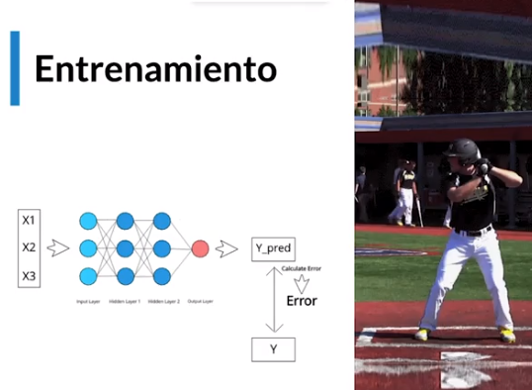 Entrenamiento
X1
X2
X3
Input Layer
Hidden Layer 1
Hidden Layer 2
Output Layer
Y_pred
Calculate Error
Error
Y